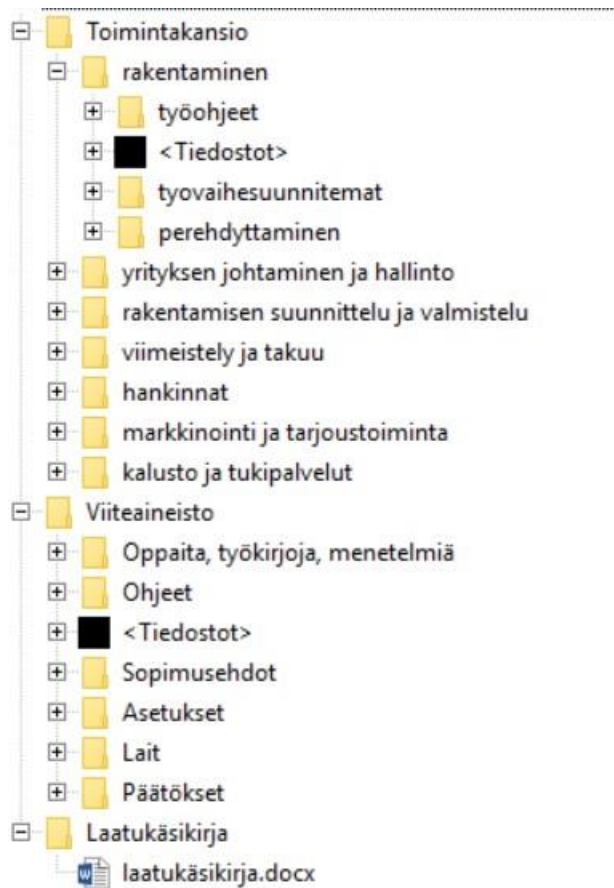 Toimintakansio
rakentaminen
työohjeet
<Tiedostot>
tyovaihesuunnitemat
perehdyttaminen
yrityksen johtaminen ja hallinto
rakentamisen suunnittelu ja valmistelu
viimeistely ja takuu
hankinnat
markkinointi ja tarjoustoiminta
kalusto ja tukipalvelut
Viiteaineisto
Oppaita, työkirjoja, menetelmiä
Ohjeet
<Tiedostot>
Sopimusehdot
Asetukset
Lait
Päätökset
Laatukäsikirja
laatukäsikirja.docx